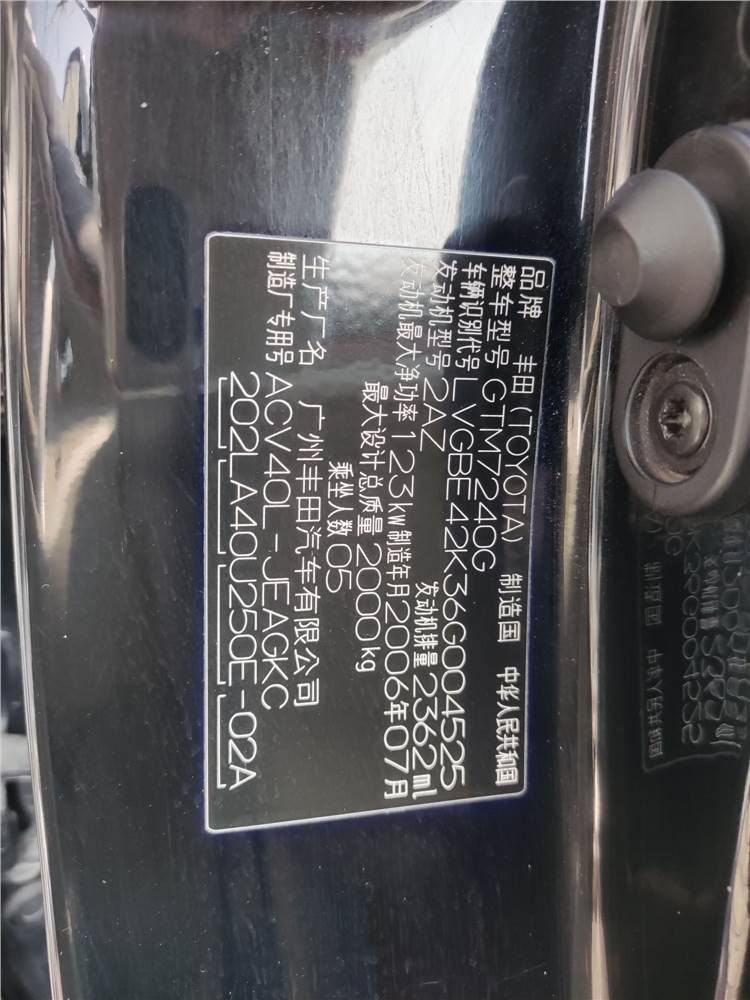 品牌 丰田(TOYOTA) 制造国 中华人民共和国
整车型号 GTM7240G
车辆识别代号 LVGBE42K36G004525
发动机型号 2AZ 发动机排量 2362ml
发动机最大净功率 123kw 制造年月 2006年07月
最大设计总质量 2000kg
乘坐人数 05
生产厂名 广州丰田汽车有限公司
制造厂专用号 ACV40L-JEAGKC
202LA40U250E-02A